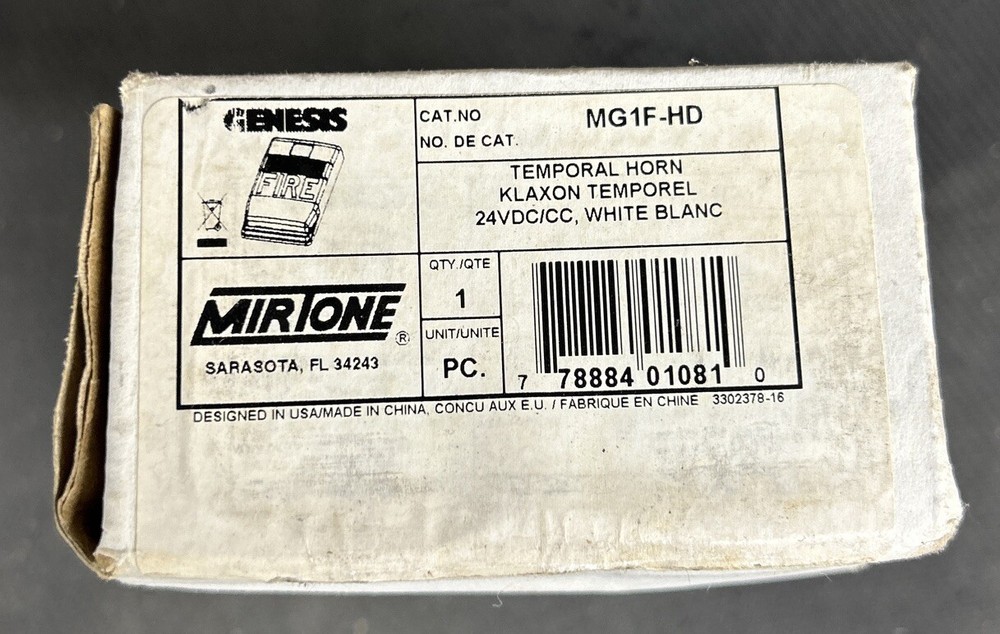 GENESIS
FIRE
CAT.NO
NO. DE CAT.
MG1F-HD
TEMPORAL HORN
KLAXON TEMPOREL
24VDC/CC, WHITE BLANC
MIRTONE ®
SARASOTA, FL 34243
QTY./QTE
1
UNIT/UNITE
PC.
7 78884 01081 0
DESIGNED IN USA/MADE IN CHINA, CONCU AUX E.U. / FABRIQUE EN CHINE 3302378-16